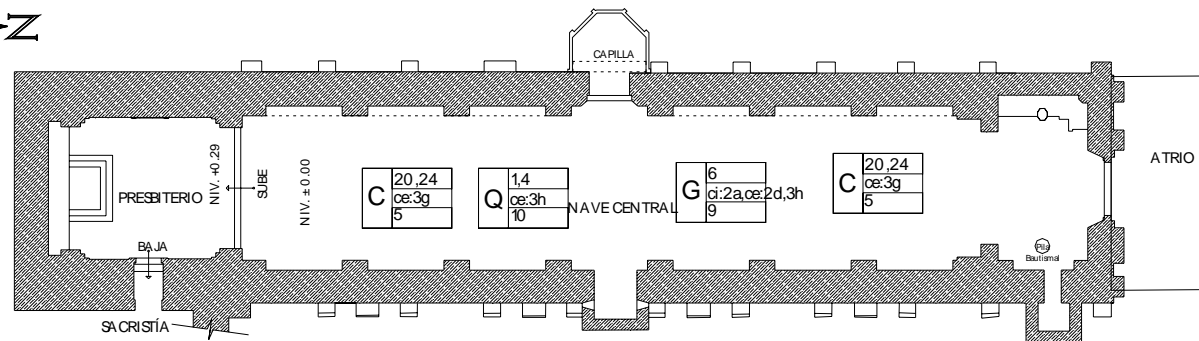 Z
CAPILLA
ATRIO
PRESBITERIO
NIV. +0.29
SUBE
NIV. ± 0.00
C
20,24
ce:3g
5
Q
1,4
ce:3h
10
NAVE CENTRAL
G
6
ci:2a,ce:2d,3h
9
C
20,24
ce:3g
5
BAJA
Pila
Bautismal
SACRISTÍA